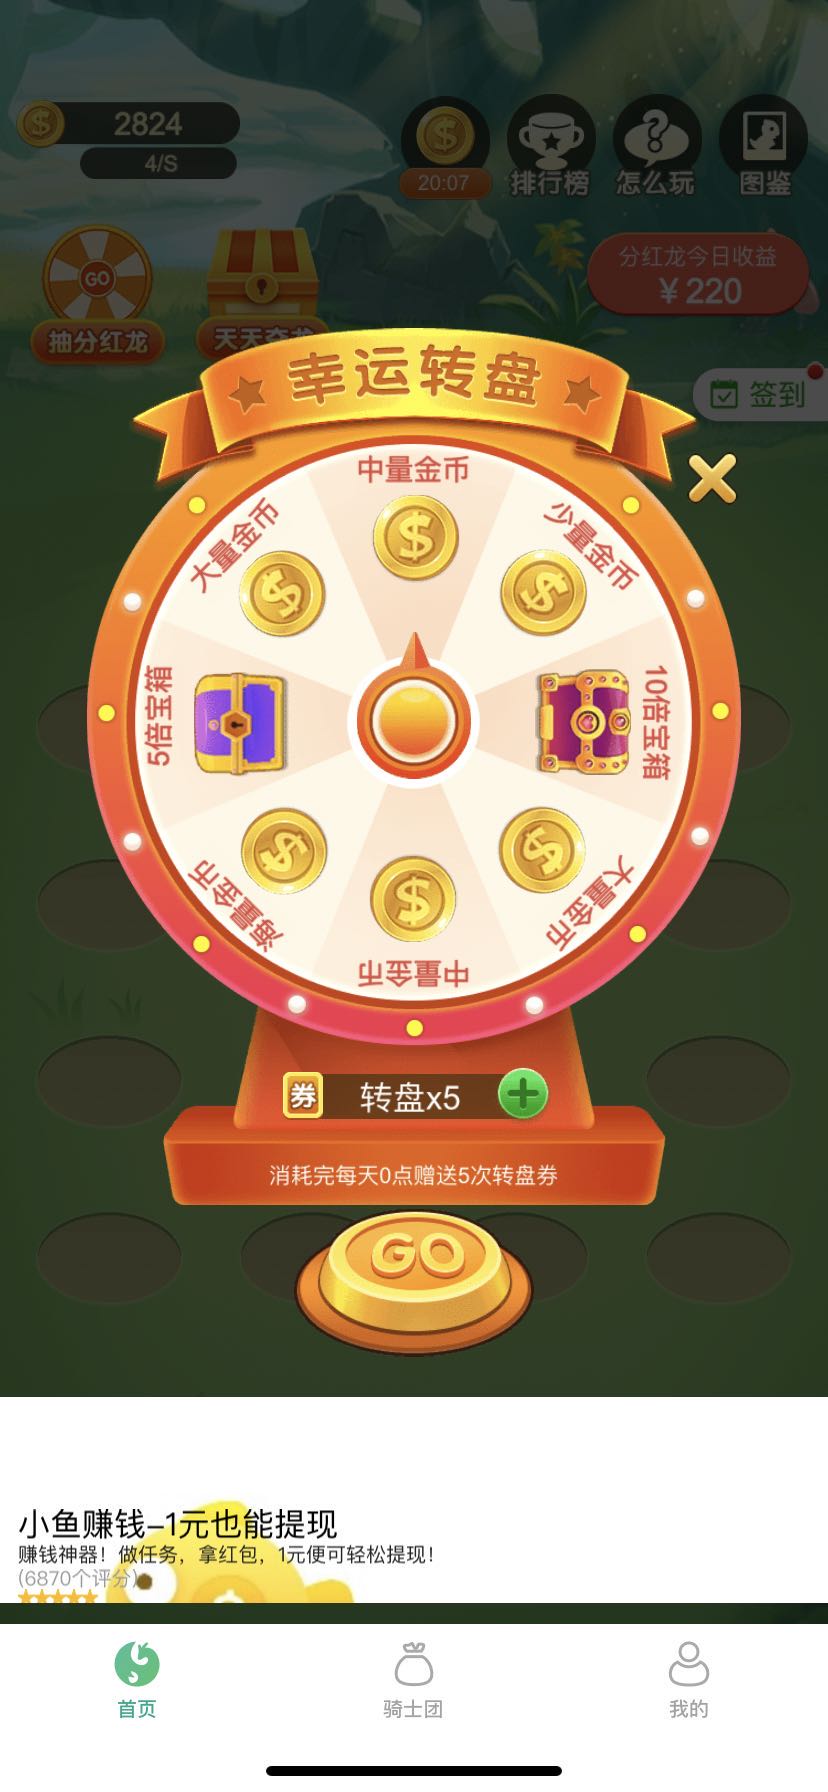 2824
4/S
20:07
排行榜
怎么玩
图鉴
GO
抽分红龙
天天夺龙
分红龙今日收益
¥220
签到
幸运转盘
中量金币
少量金币
10倍宝箱
大量金币
中量金币
海量金币
5倍宝箱
大量金币
券 转盘x5
消耗完每天0点赠送5次转盘券
GO
小鱼赚钱-1元也能提现
赚钱神器！做任务，拿红包，1元便可轻松提现！
(6870个评分)
首页
骑士团
我的